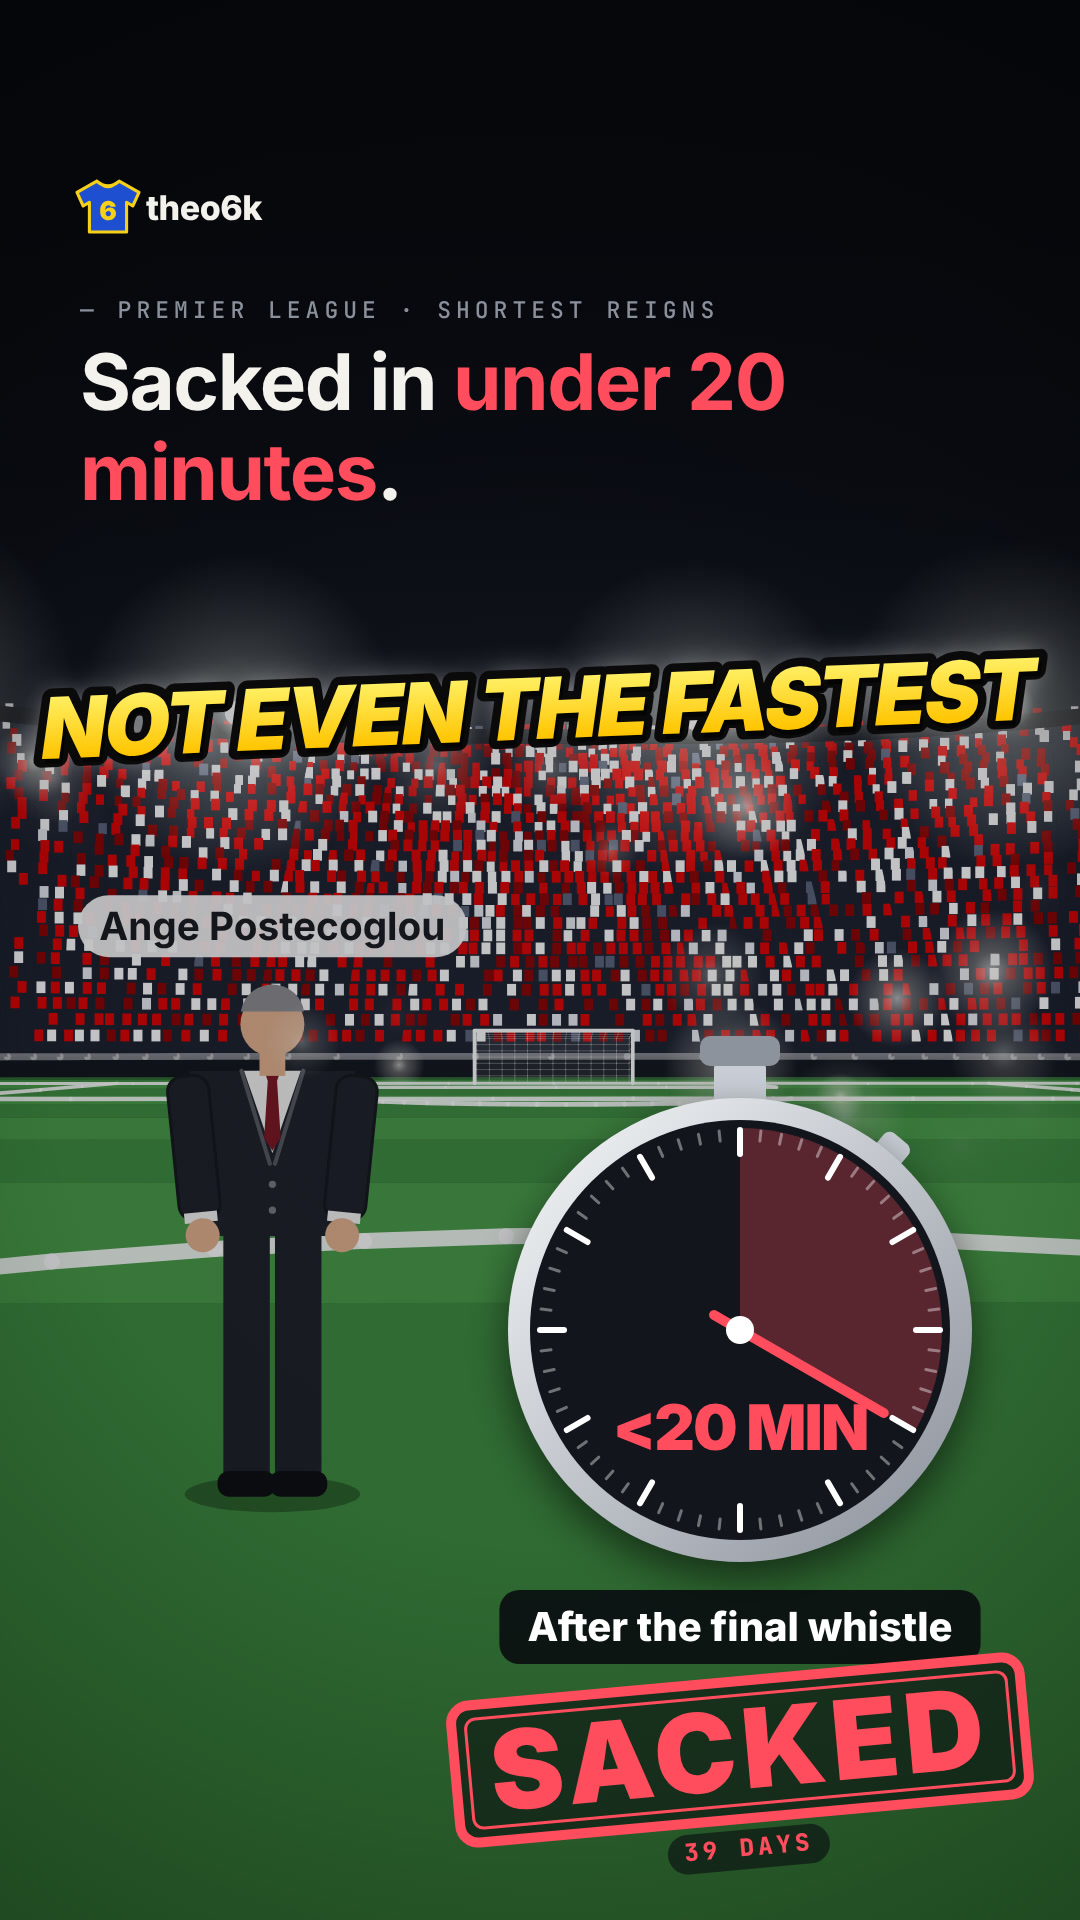 6 theo6k
— PREMIER LEAGUE · SHORTEST REIGNS
Sacked in under 20
minutes.
NOT EVEN THE FASTEST
Ange Postecoglou
<20 MIN
After the final whistle
SACKED
39 DAYS